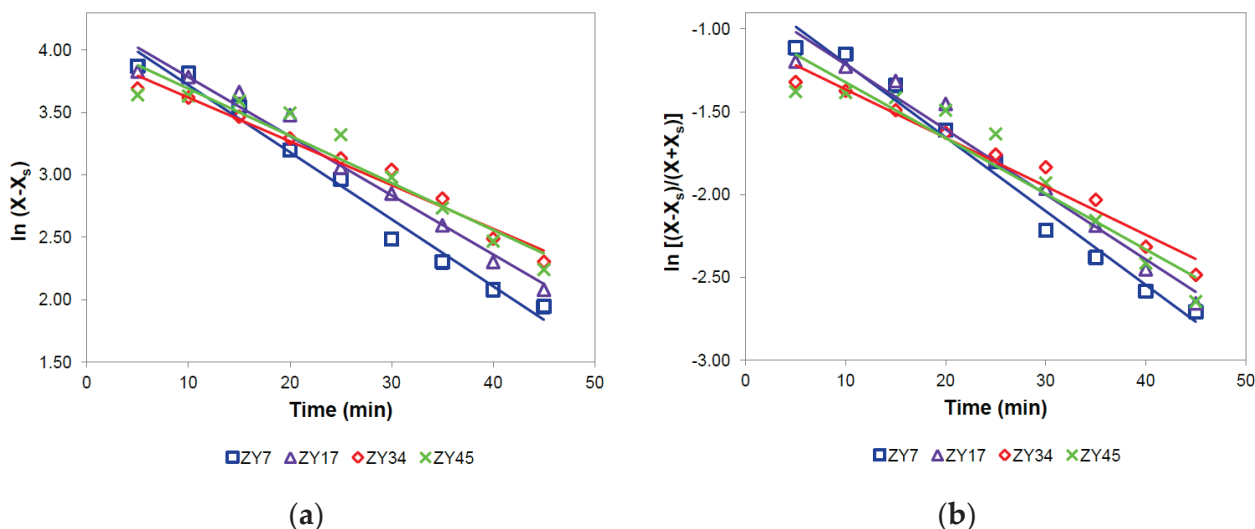 4.00
3.50
3.00
2.50
2.00
1.50
ln (X-Xs)
0 10 20 30 40 50
Time (min)
ZY7 ZY17 ZY34 ZY45
(a)
-1.00
-1.50
-2.00
-2.50
-3.00
ln [(X-Xs)/(X+Xs)]
0 10 20 30 40 50
Time (min)
ZY7 ZY17 ZY34 ZY45
(b)